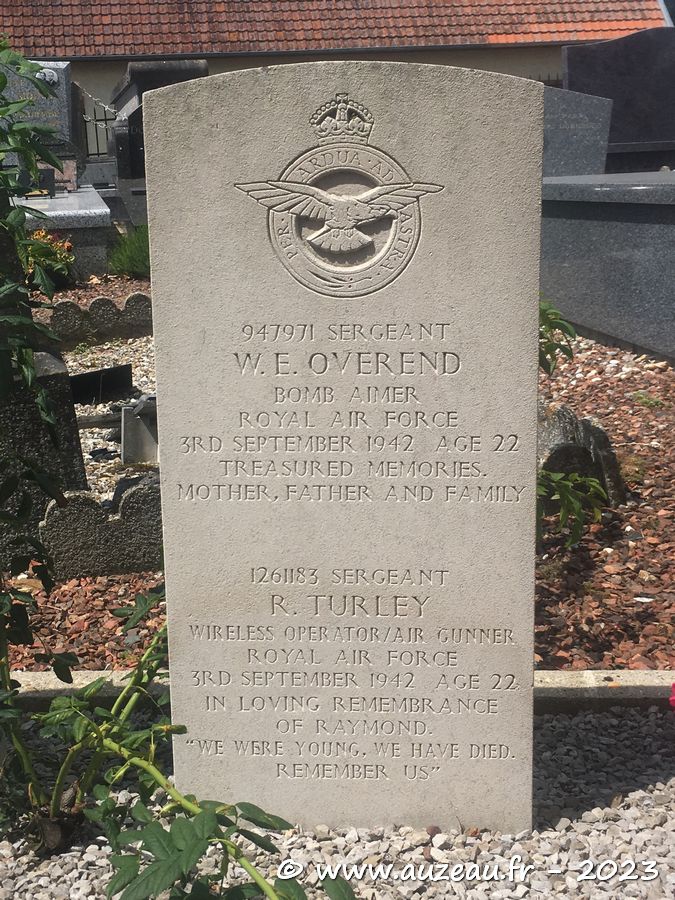 PER ARDUA AD ASTRA
947971 SERGEANT
W. E. OVEREND
BOMB AIMER
ROYAL AIR FORCE
3RD SEPTEMBER 1942 AGE 22
TREASURED MEMORIES.
MOTHER, FATHER AND FAMILY
1261183 SERGEANT
R. TURLEY
WIRELESS OPERATOR/AIR GUNNER
ROYAL AIR FORCE
3RD SEPTEMBER 1942 AGE 22
IN LOVING REMEMBRANCE
OF RAYMOND.
"WE WERE YOUNG, WE HAVE DIED.
REMEMBER US"
© www.auzeau.fr - 2023